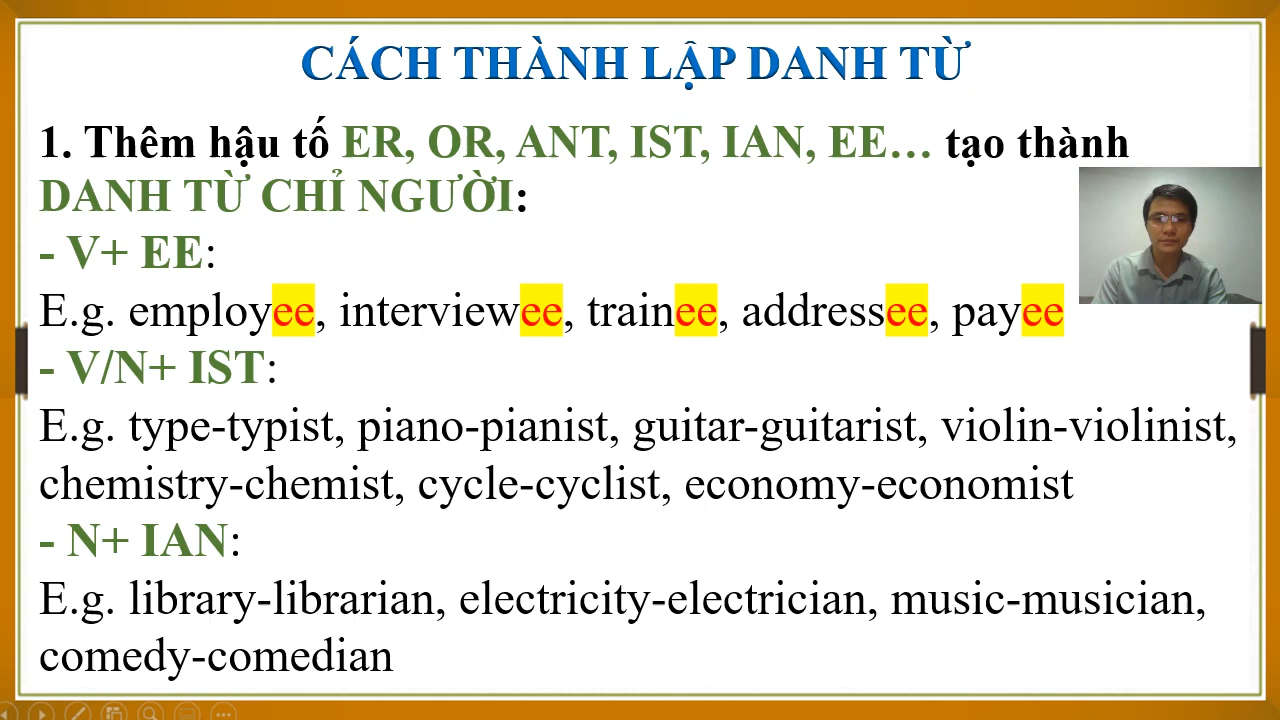 CÁCH THÀNH LẬP DANH TỪ
1. Thêm hậu tố ER, OR, ANT, IST, IAN, EE… tạo thành
DANH TỪ CHỈ NGƯỜI:
- V+ EE:
E.g. employee, interviewee, trainee, addressee, payee
- V/N+ IST:
E.g. type-typist, piano-pianist, guitar-guitarist, violin-violinist,
chemistry-chemist, cycle-cyclist, economy-economist
- N+ IAN:
E.g. library-librarian, electricity-electrician, music-musician,
comedy-comedian